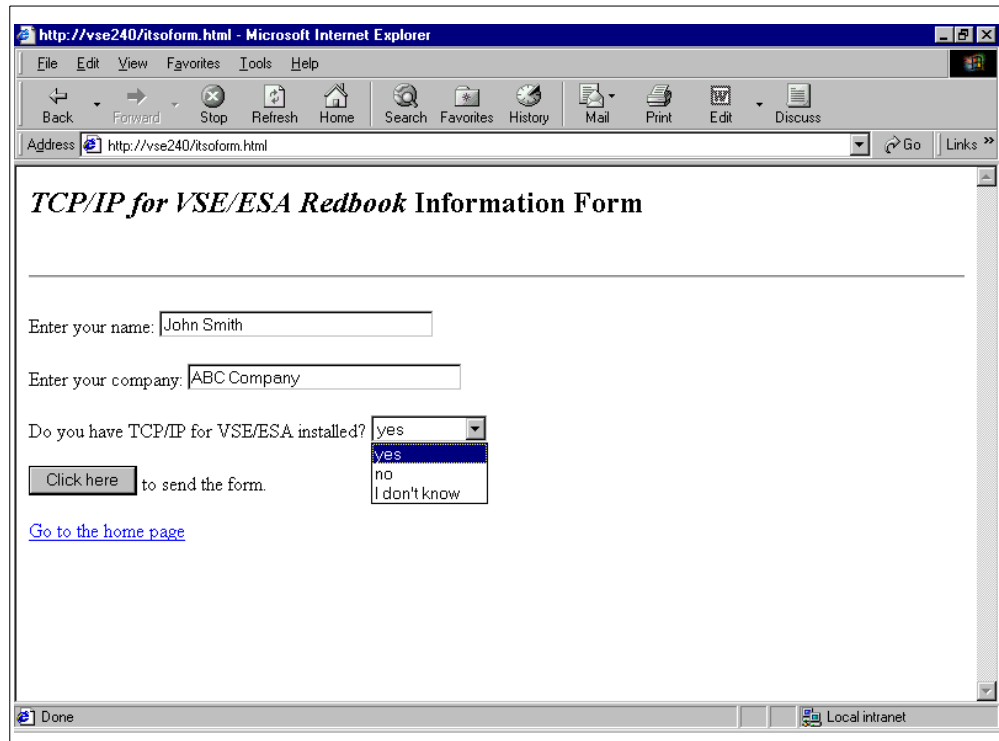 http://vse240/itsoform.html - Microsoft Internet Explorer
File Edit View Favorites Tools Help
Back Forward Stop Refresh Home Search Favorites History Mail Print Edit Discuss
Address http://vse240/itsoform.html Go Links »
TCP/IP for VSE/ESA Redbook Information Form
Enter your name: John Smith
Enter your company: ABC Company
Do you have TCP/IP for VSE/ESA installed? yes
yes
no
I don't know
Click here to send the form.
Go to the home page
Done Local intranet